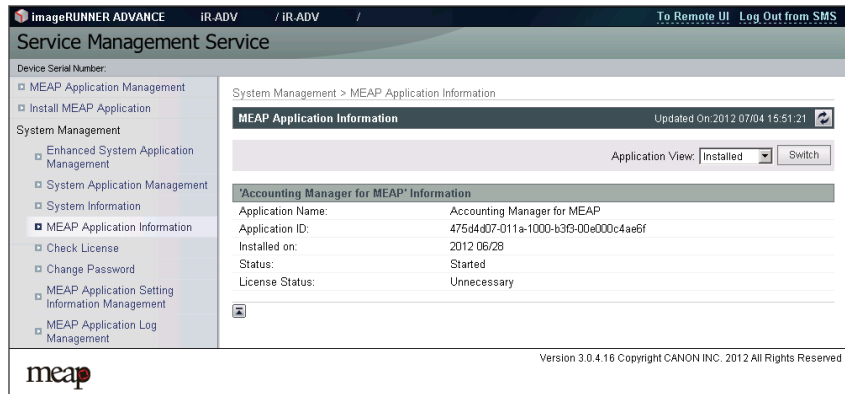 imageRUNNER ADVANCE iR-ADV / iR-ADV / To Remote UI Log Out from SMS
Service Management Service
Device Serial Number:
MEAP Application Management
Install MEAP Application
System Management
Enhanced System Application
Management
System Application Management
System Information
MEAP Application Information
Check License
Change Password
MEAP Application Setting
Information Management
MEAP Application Log
Management
System Management > MEAP Application Information
MEAP Application Information Updated On:2012 07/04 15:51:21
Application View: Installed Switch
'Accounting Manager for MEAP' Information
Application Name: Accounting Manager for MEAP
Application ID: 475d4d07-011a-1000-b3f3-00e000c4ae6f
Installed on: 2012 06/28
Status: Started
License Status: Unnecessary
Version 3.0.4.16 Copyright CANON INC. 2012 All Rights Reserved
meap